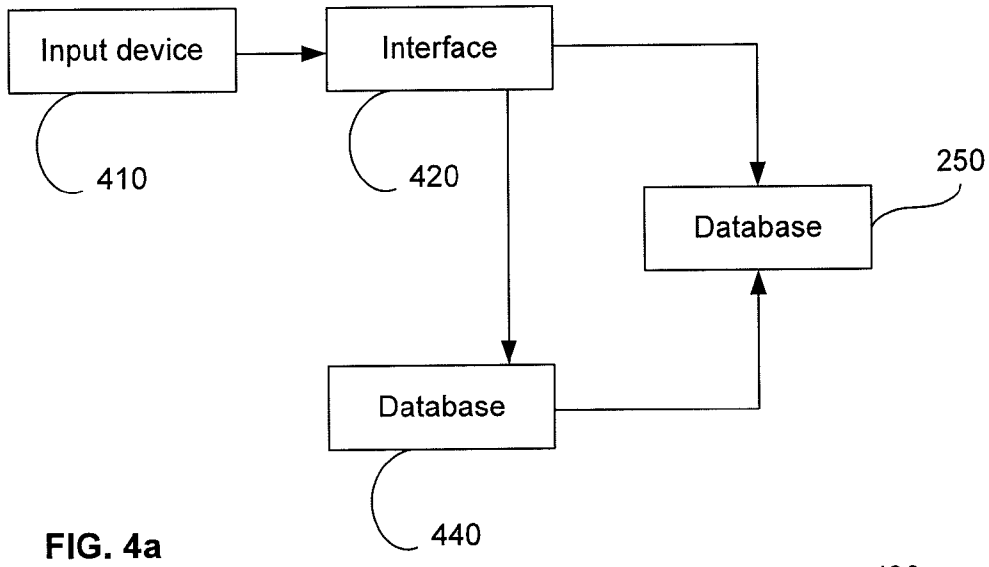 Input device
Interface
410
420
250
Database
Database
440
FIG. 4a